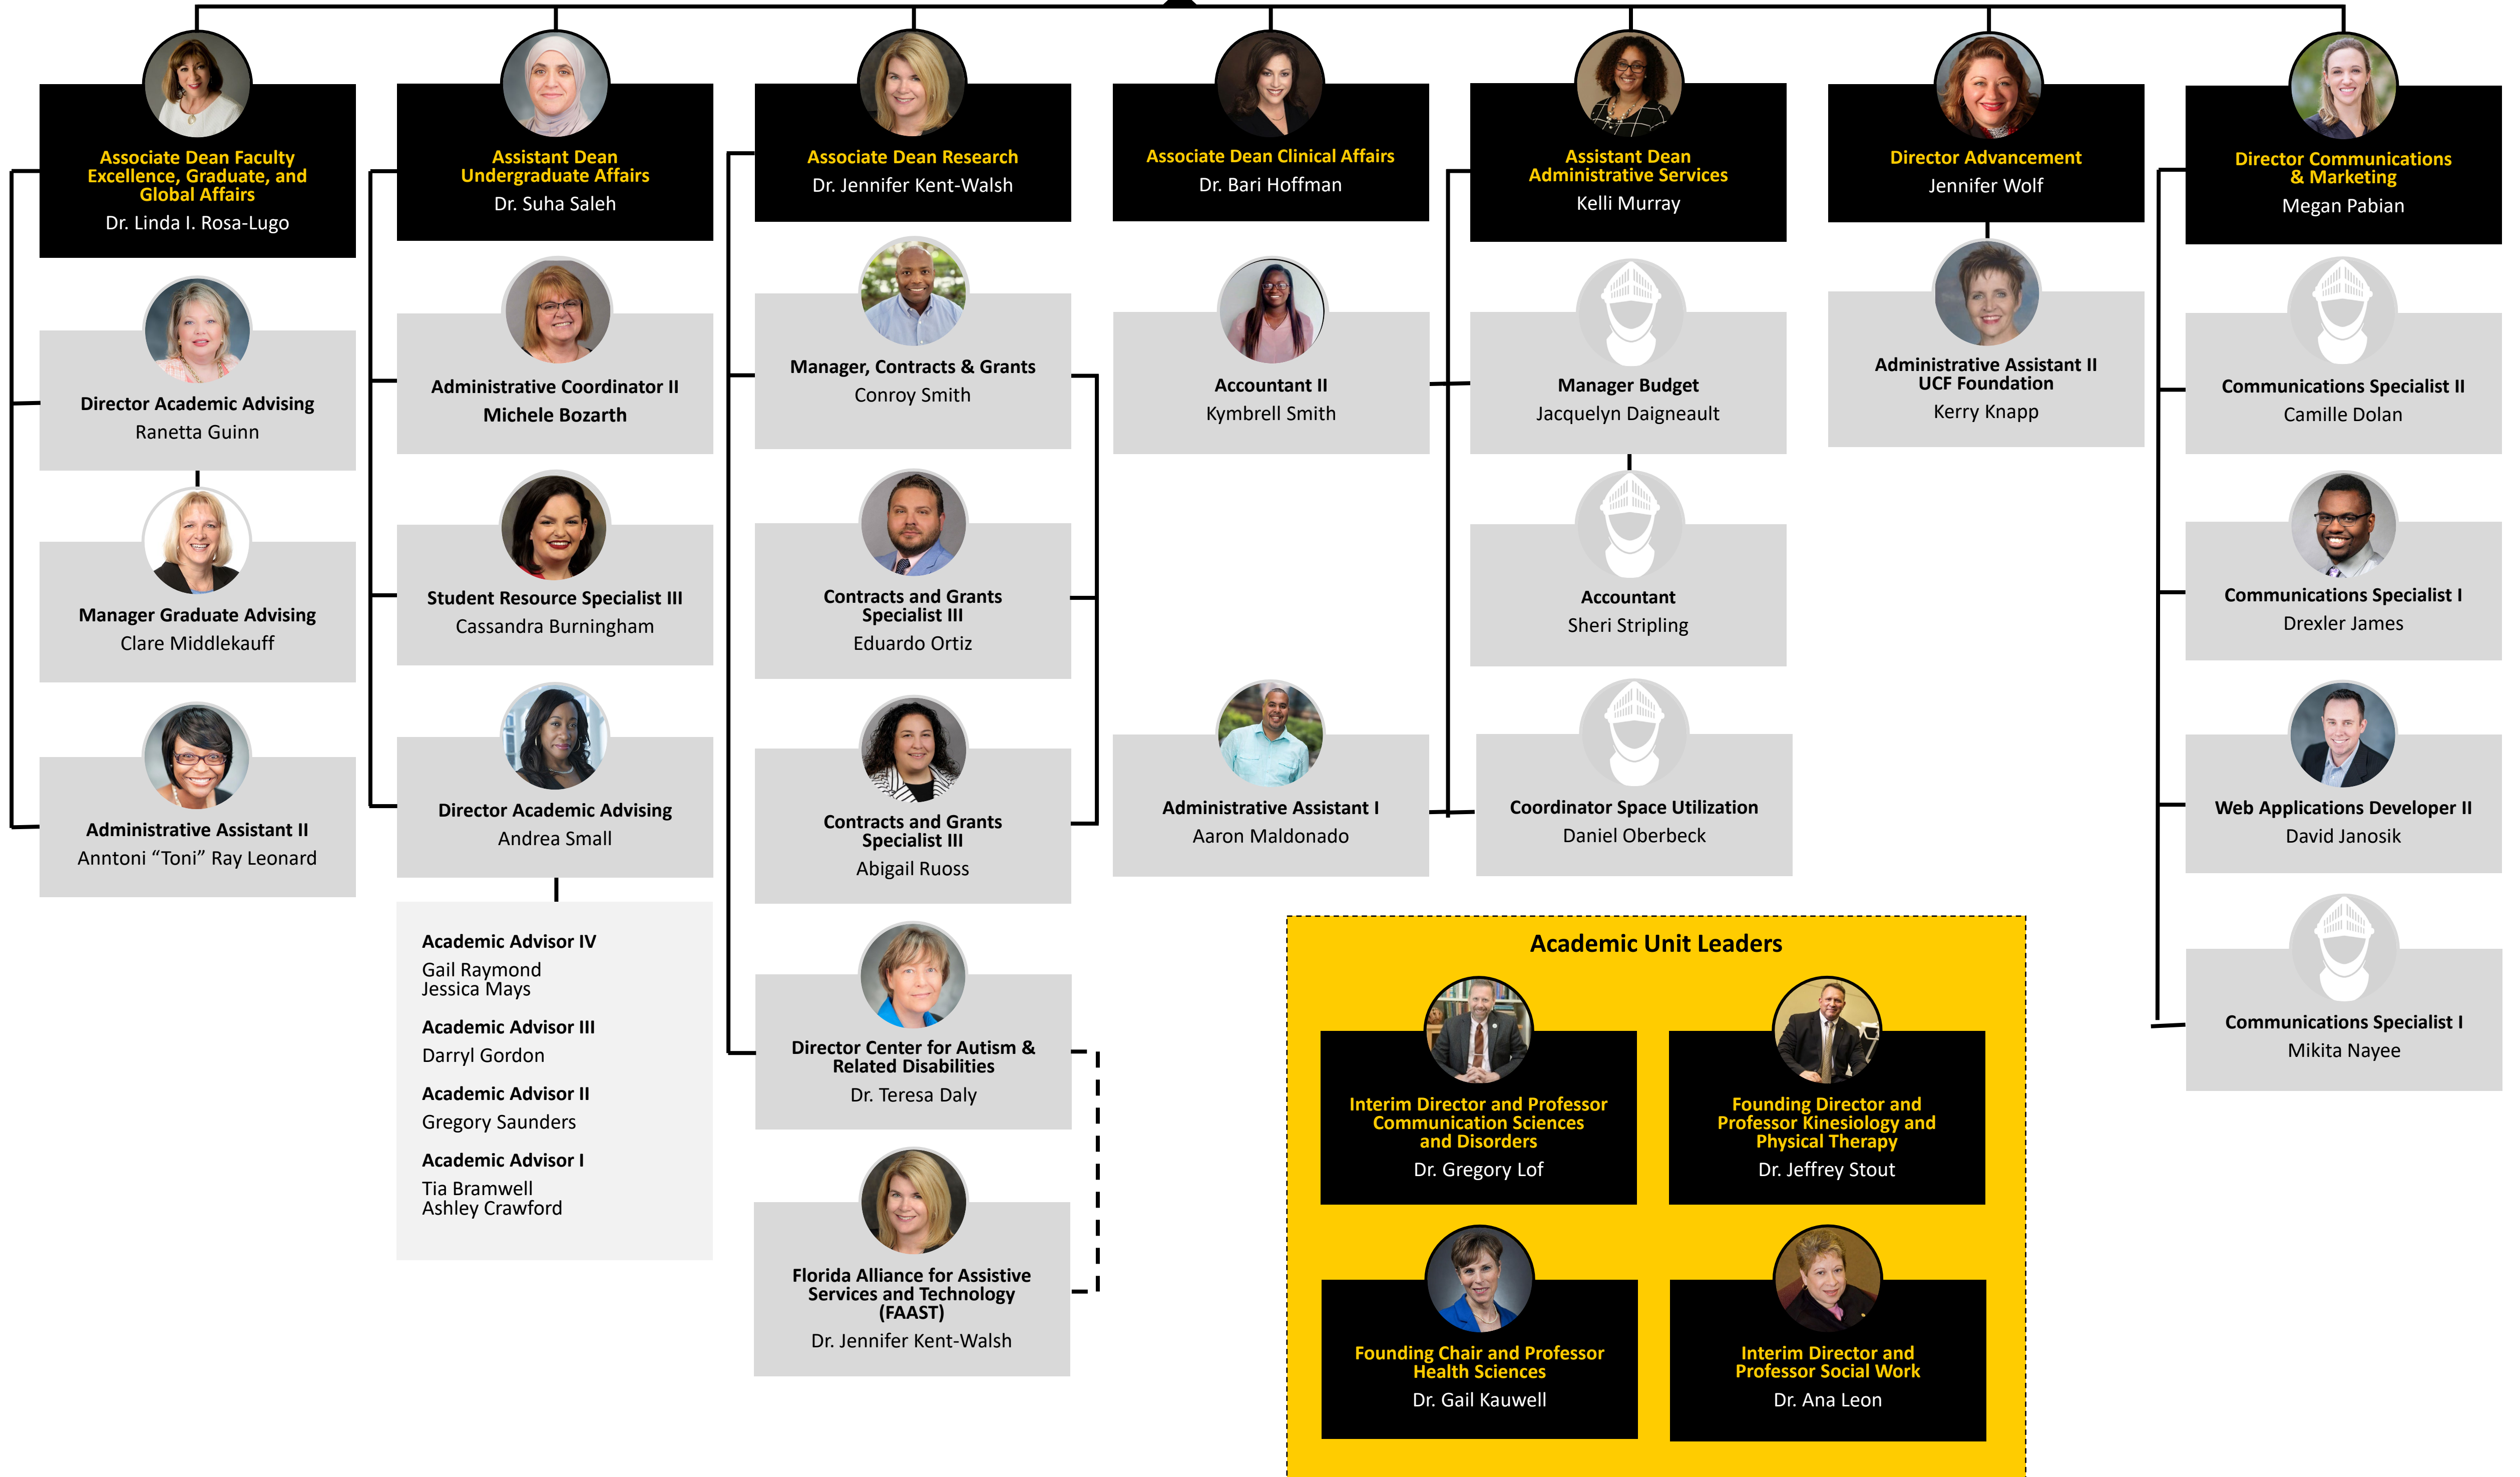 Associate Dean Faculty
Excellence, Graduate, and
Global Affairs
Dr. Linda I. Rosa-Lugo
Director Academic Advising
Ranetta Guinn
Manager Graduate Advising
Clare Middlekauff
Administrative Assistant II
Anntoni “Toni” Ray Leonard
Assistant Dean
Undergraduate Affairs
Dr. Suha Saleh
Administrative Coordinator II
Michele Bozarth
Student Resource Specialist III
Cassandra Burningham
Director Academic Advising
Andrea Small
Academic Advisor IV
Gail Raymond
Jessica Mays
Academic Advisor III
Darryl Gordon
Academic Advisor II
Gregory Saunders
Academic Advisor I
Tia Bramwell
Ashley Crawford
Associate Dean Research
Dr. Jennifer Kent-Walsh
Manager, Contracts & Grants
Conroy Smith
Contracts and Grants
Specialist III
Eduardo Ortiz
Contracts and Grants
Specialist III
Abigail Ruoss
Director Center for Autism &
Related Disabilities
Dr. Teresa Daly
Florida Alliance for Assistive
Services and Technology
(FAAST)
Dr. Jennifer Kent-Walsh
Associate Dean Clinical Affairs
Dr. Bari Hoffman
Accountant II
Kymbrell Smith
Administrative Assistant I
Aaron Maldonado
Assistant Dean
Administrative Services
Kelli Murray
Manager Budget
Jacquelyn Daigneault
Accountant
Sheri Stripling
Coordinator Space Utilization
Daniel Oberbeck
Director Advancement
Jennifer Wolf
Administrative Assistant II
UCF Foundation
Kerry Knapp
Director Communications
& Marketing
Megan Pabian
Communications Specialist II
Camille Dolan
Communications Specialist I
Drexler James
Web Applications Developer II
David Janosik
Communications Specialist I
Mikita Nayee
Academic Unit Leaders
Interim Director and Professor
Communication Sciences
and Disorders
Dr. Gregory Lof
Founding Director and
Professor Kinesiology and
Physical Therapy
Dr. Jeffrey Stout
Founding Chair and Professor
Health Sciences
Dr. Gail Kauwell
Interim Director and
Professor Social Work
Dr. Ana Leon